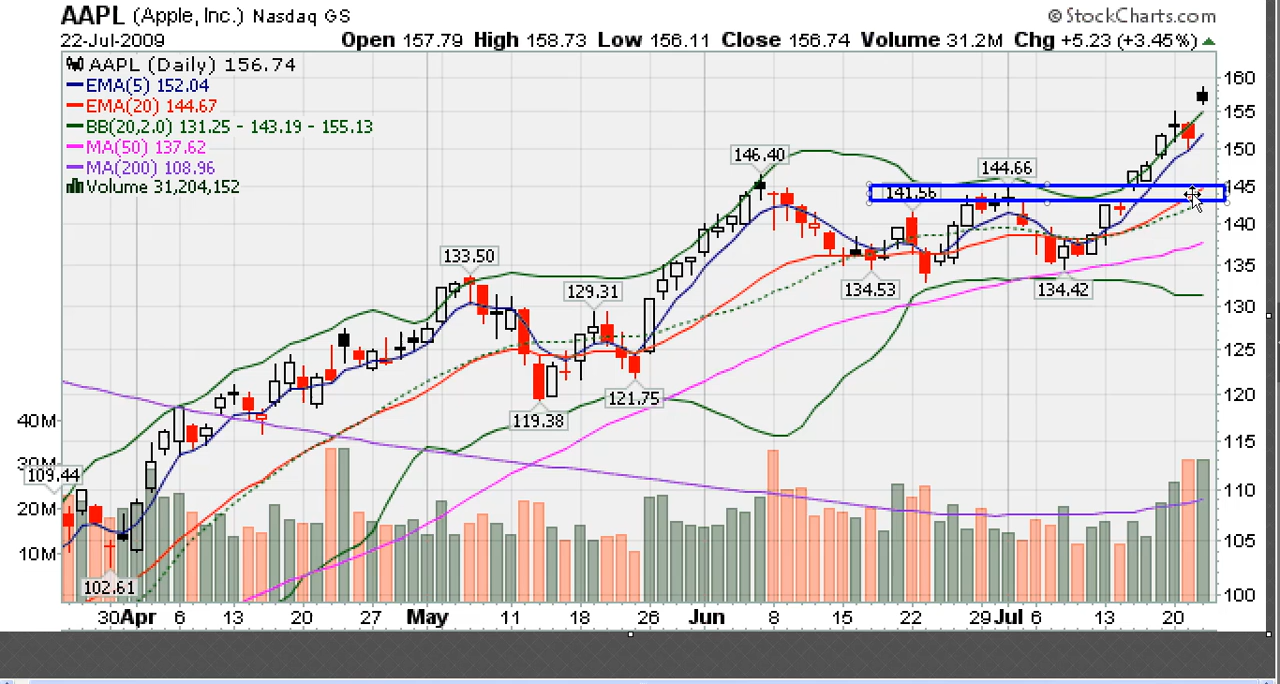 AAPL (Apple, Inc.) Nasdaq GS © StockCharts.com
22-Jul-2009 Open 157.79 High 158.73 Low 156.11 Close 156.74 Volume 31.2M Chg +5.23 (+3.45%)
AAPL (Daily) 156.74
EMA(5) 152.04
EMA(20) 144.67
BB(20,2.0) 131.25 - 143.19 - 155.13
MA(50) 137.62
MA(200) 108.96
Volume 31,204,152
160
155
150
145
140
135
130
125
120
115
110
105
100
146.40
144.66
141.56
133.50
129.31
134.53
134.42
121.75
119.38
109.44
102.61
40M
30M
20M
10M
30 Apr 6 13 20 27 May 11 18 26 Jun 8 15 22 29 Jul 6 13 20